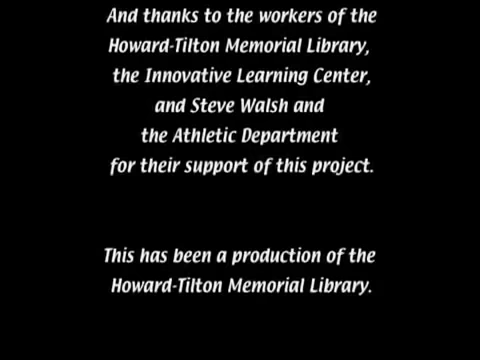 And thanks to the workers of the
Howard-Tilton Memorial Library,
the Innovative Learning Center,
and Steve Walsh and
the Athletic Department
for their support of this project.
This has been a production of the
Howard-Tilton Memorial Library.